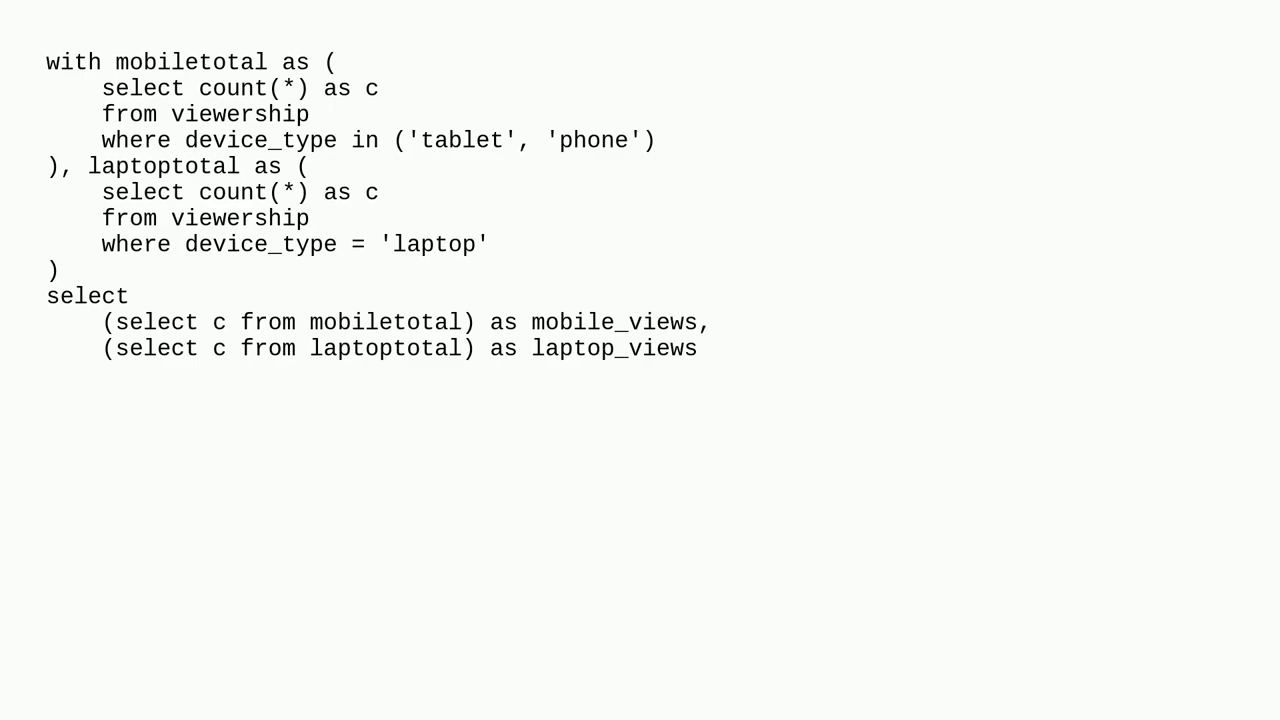 with mobiletotal as (
    select count(*) as c
    from viewership
    where device_type in ('tablet', 'phone')
), laptoptotal as (
    select count(*) as c
    from viewership
    where device_type = 'laptop'
)
select
    (select c from mobiletotal) as mobile_views,
    (select c from laptoptotal) as laptop_views